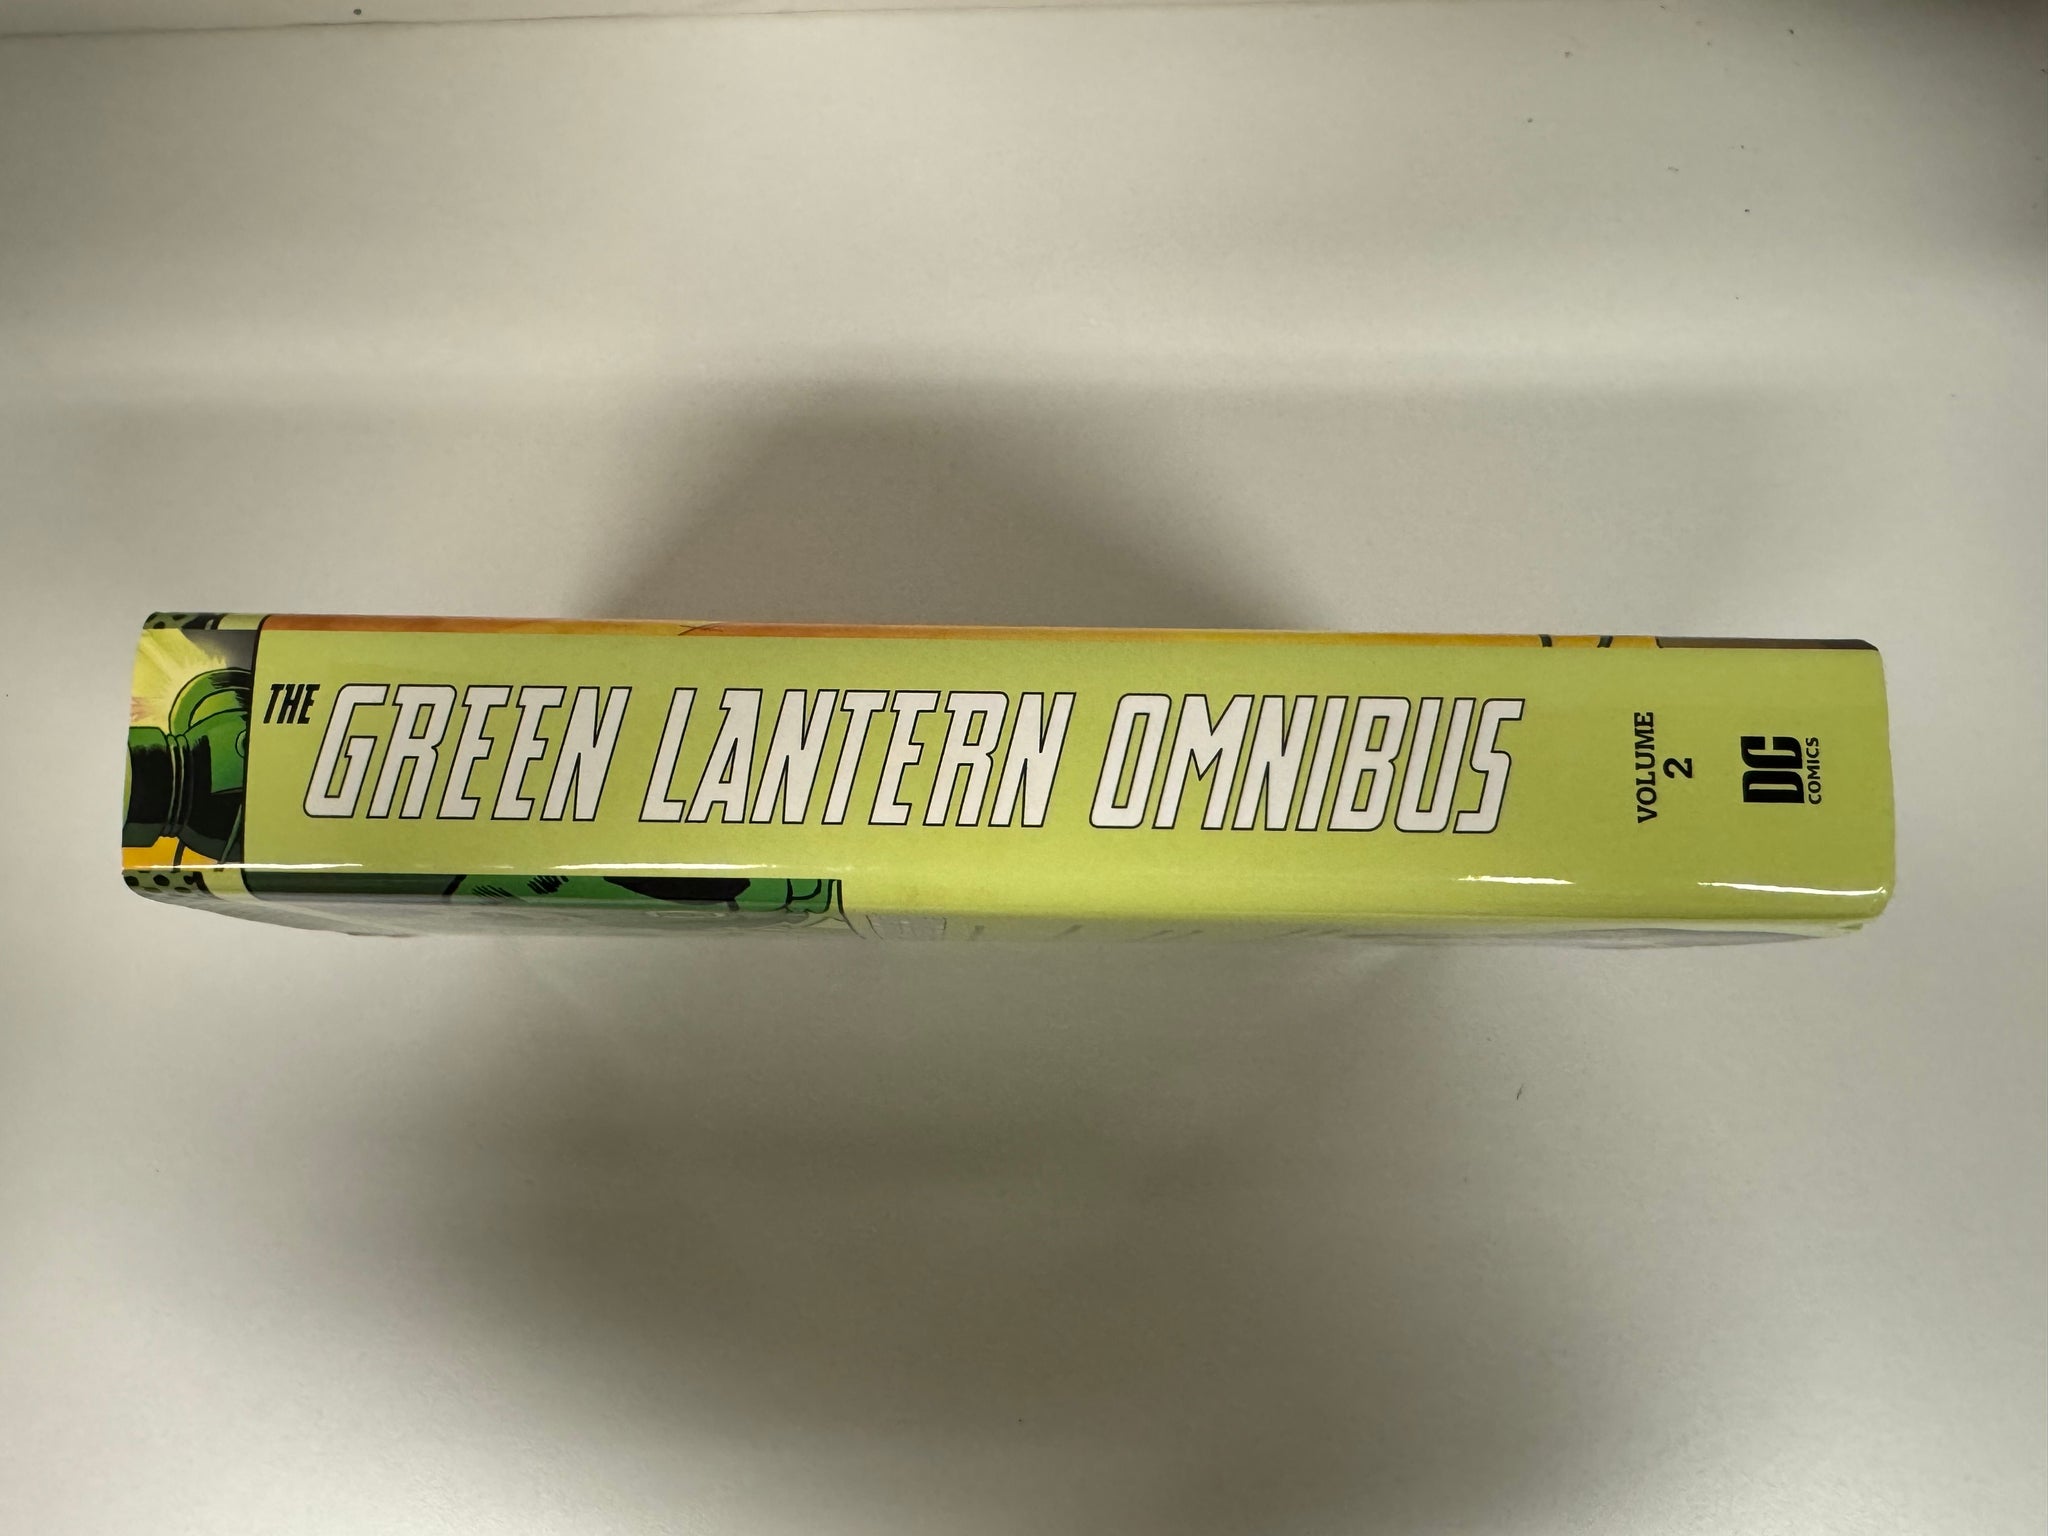 THE GREEN LANTERN OMNIBUS
VOLUME
2
DC
COMICS